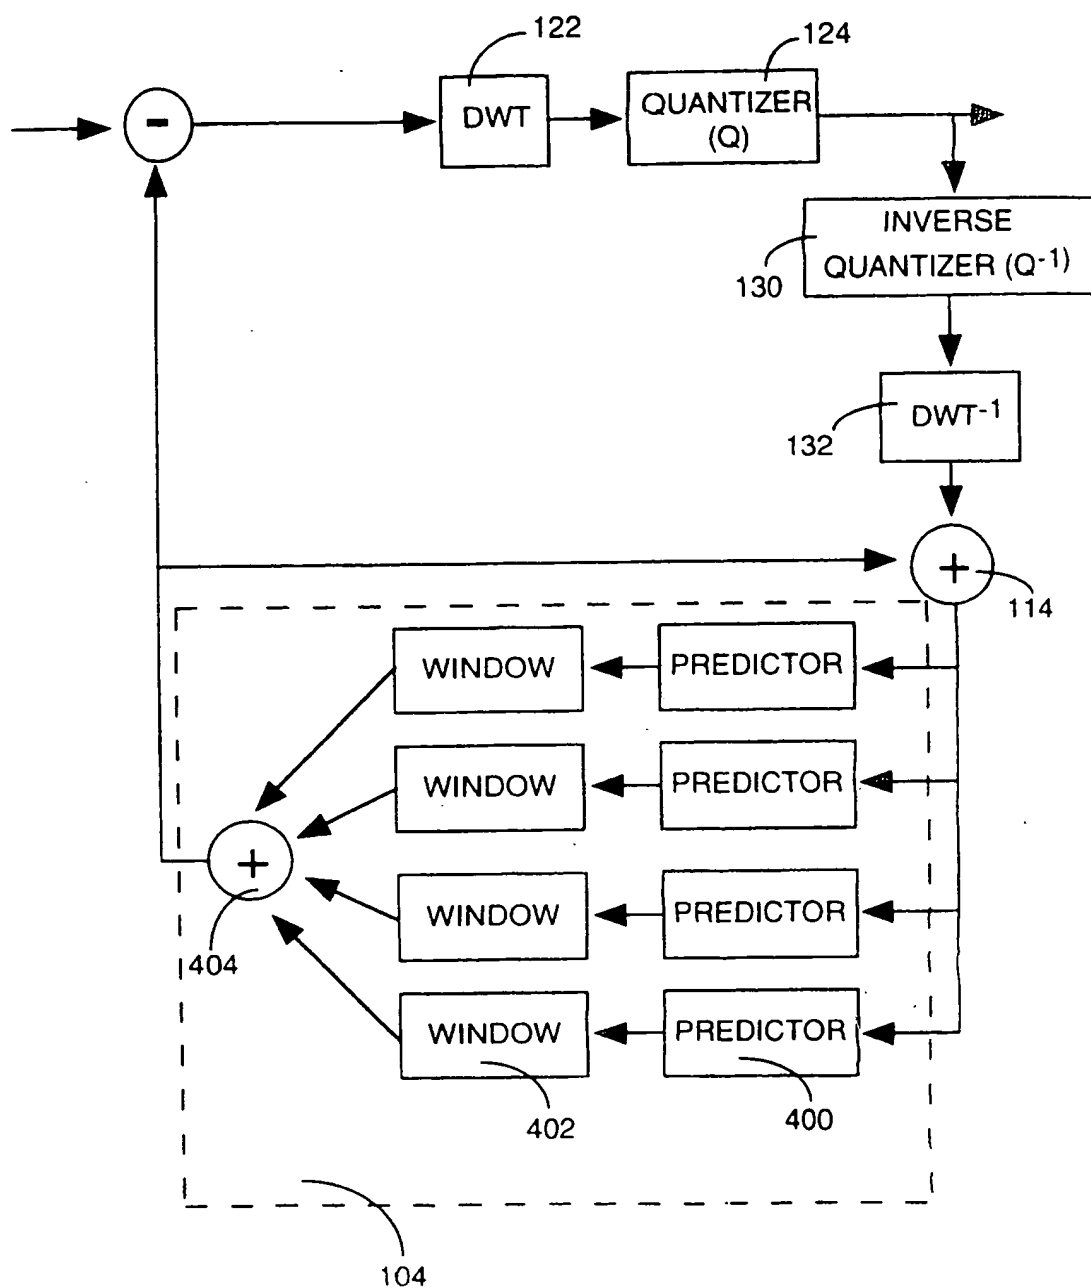 122
124
-
DWT
QUANTIZER
(Q)
INVERSE
QUANTIZER (Q-1)
130
DWT-1
132
+
114
WINDOW
PREDICTOR
WINDOW
PREDICTOR
+
WINDOW
PREDICTOR
404
WINDOW
PREDICTOR
402
400
104